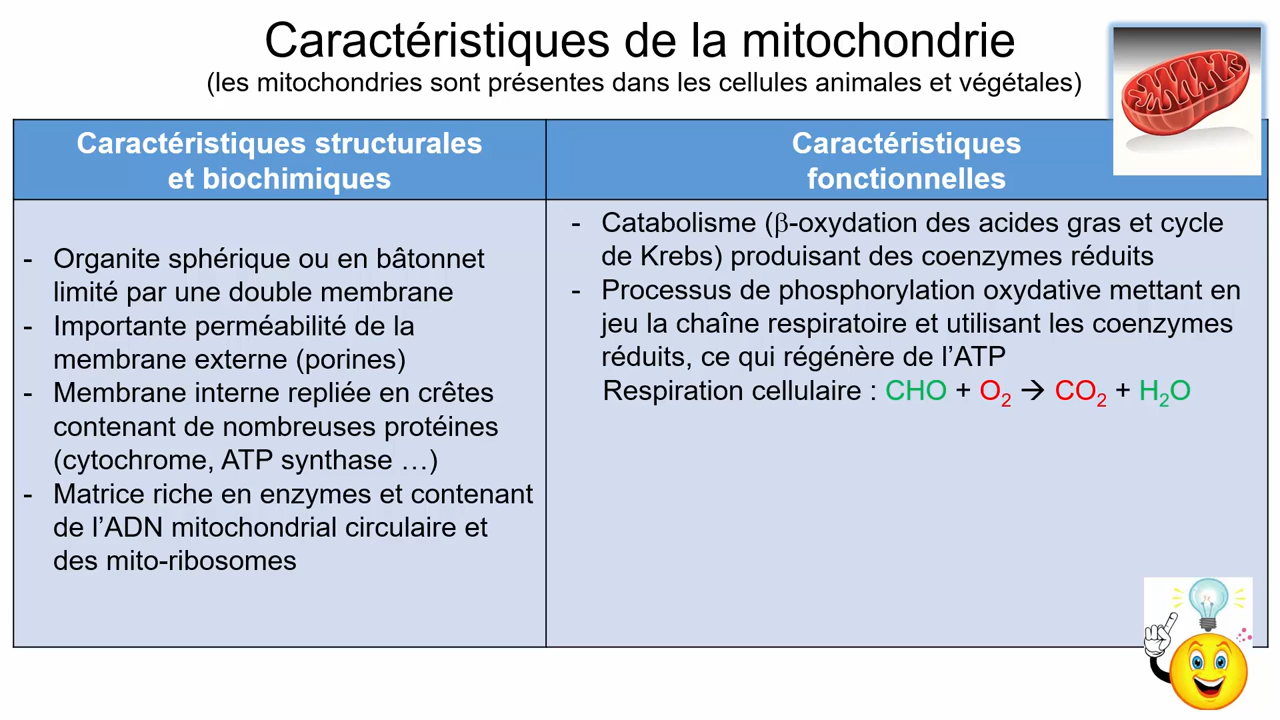 Caractéristiques de la mitochondrie
(les mitochondries sont présentes dans les cellules animales et végétales)
Caractéristiques structurales
et biochimiques
- Organite sphérique ou en bâtonnet
limité par une double membrane
- Importante perméabilité de la
membrane externe (porines)
- Membrane interne repliée en crêtes
contenant de nombreuses protéines
(cytochrome, ATP synthase …)
- Matrice riche en enzymes et contenant
de l’ADN mitochondrial circulaire et
des mito-ribosomes
Caractéristiques
fonctionnelles
- Catabolisme (β-oxydation des acides gras et cycle
de Krebs) produisant des coenzymes réduits
- Processus de phosphorylation oxydative mettant en
jeu la chaîne respiratoire et utilisant les coenzymes
réduits, ce qui régénère de l’ATP
Respiration cellulaire : CHO + O₂ → CO₂ + H₂O